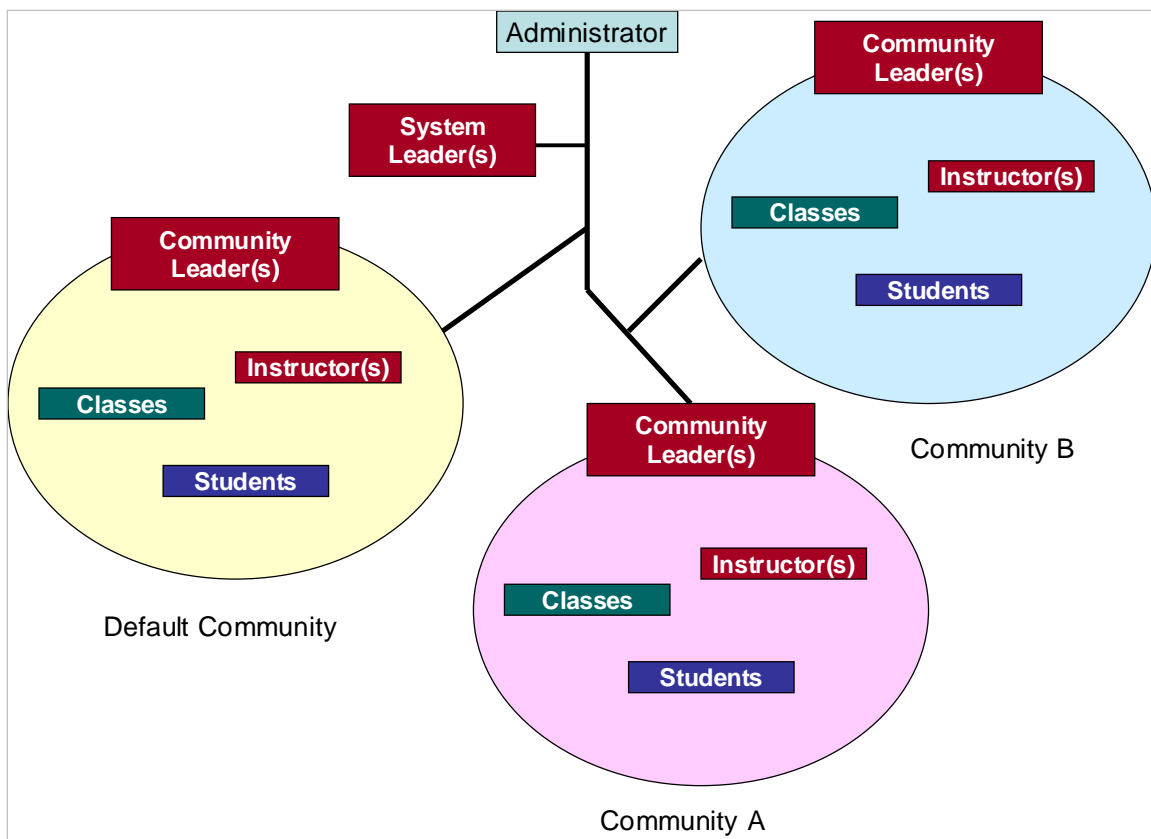 Administrator
System
Leader(s)
Community
Leader(s)
Instructor(s)
Classes
Students
Default Community
Community
Leader(s)
Instructor(s)
Classes
Students
Community A
Community
Leader(s)
Instructor(s)
Classes
Students
Community B